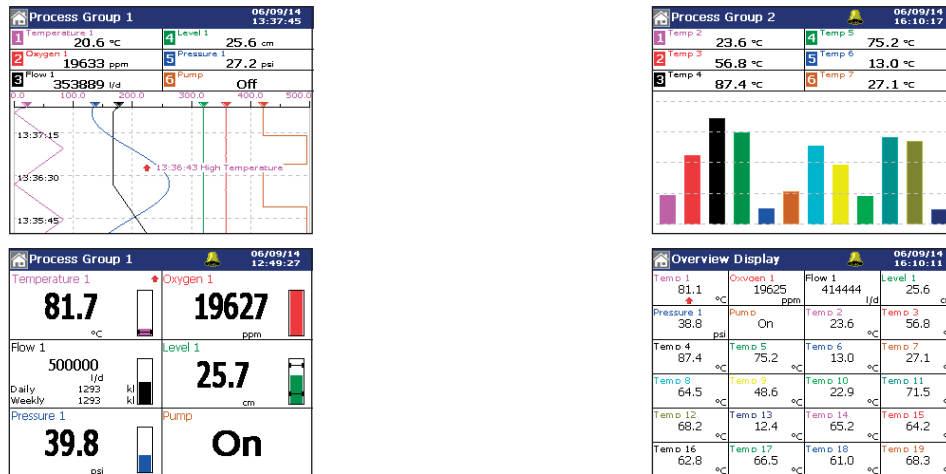 Process Group 1
06/09/14
13:37:45
1 Temperature 1
20.6 °C
4 Level 1
25.6 cm
2 Oxygen 1
19633 ppm
5 Pressure 1
27.2 psi
3 Flow 1
353889 l/d
6 Pump
Off
0.0 100.0 200.0 300.0 400.0 500.0
13:37:15
13:36:43 High Temperature
13:36:30
13:35:45
Process Group 2
06/09/14
16:10:17
1 Temp 2
23.6 °C
4 Temp 5
75.2 °C
2 Temp 3
56.8 °C
5 Temp 6
13.0 °C
3 Temp 4
87.4 °C
6 Temp 7
27.1 °C
Process Group 1
06/09/14
12:49:27
Temperature 1
81.7
°C
Oxygen 1
19627
ppm
Flow 1
500000
l/d
Daily 1293 kl
Weekly 1293 kl
Level 1
25.7
cm
Pressure 1
39.8
psi
Pump
On
Overview Display
06/09/14
16:10:11
Temp 1 Oxygen 1 Flow 1 Level 1
81.1 19625 414444 25.6
°C ppm l/d
Pressure 1 Pump Temp 2 Temp 3
38.8 On 23.6 56.8
psi °C
Temp 4 Temp 5 Temp 6 Temp 7
87.4 75.2 13.0 27.1
°C °C °C
Temp 8 Temp 9 Temp 10 Temp 11
64.5 48.6 22.9 71.5
°C °C °C
Temp 12 Temp 13 Temp 14 Temp 15
68.2 12.4 65.2 64.2
°C °C °C
Temp 16 Temp 17 Temp 18 Temp 19
62.8 66.5 61.0 68.3
°C °C °C